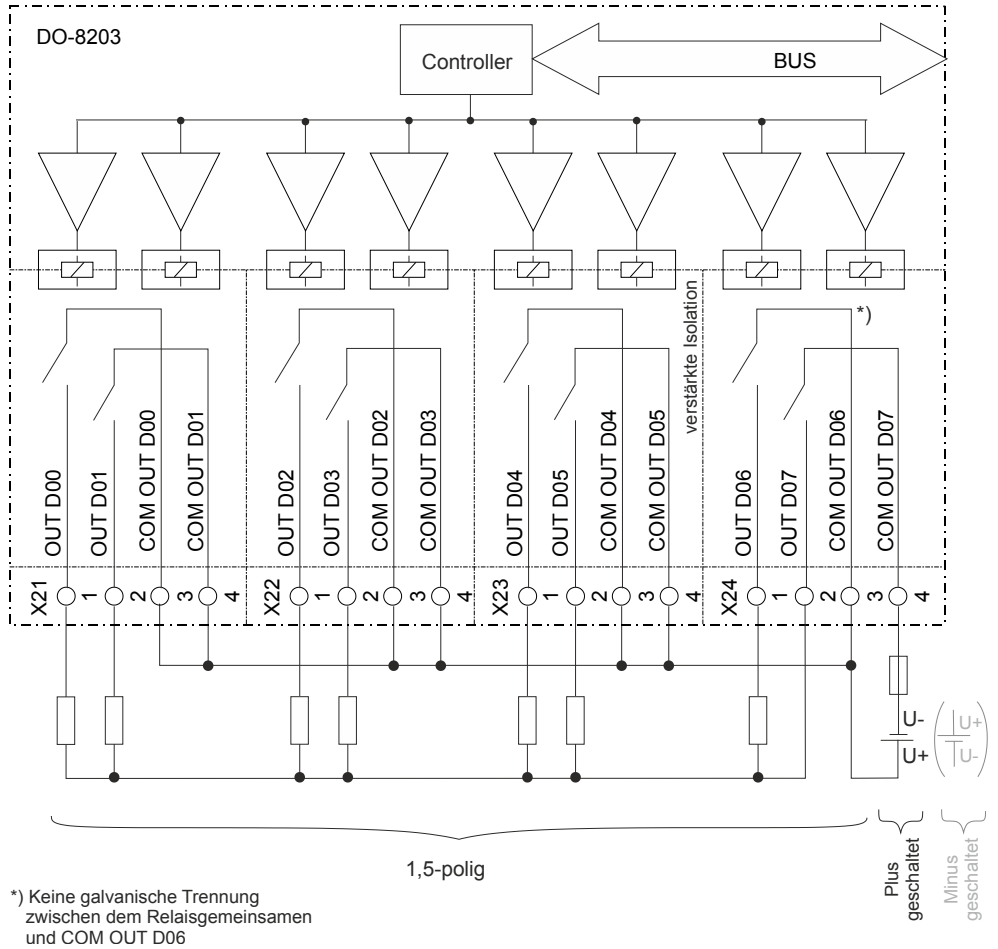 DO-8203
Controller
BUS
*)
verstärkte Isolation
OUT D00
OUT D01
COM OUT D00
COM OUT D01
OUT D02
OUT D03
COM OUT D02
COM OUT D03
OUT D04
OUT D05
COM OUT D04
COM OUT D05
OUT D06
OUT D07
COM OUT D06
COM OUT D07
X21 1 2 3 4
X22 1 2 3 4
X23 1 2 3 4
X24 1 2 3 4
U-
U+
U+
U-
1,5-polig
Plus
geschaltet
Minus
geschaltet
*) Keine galvanische Trennung
zwischen dem Relaisgemeinsamen
und COM OUT D06